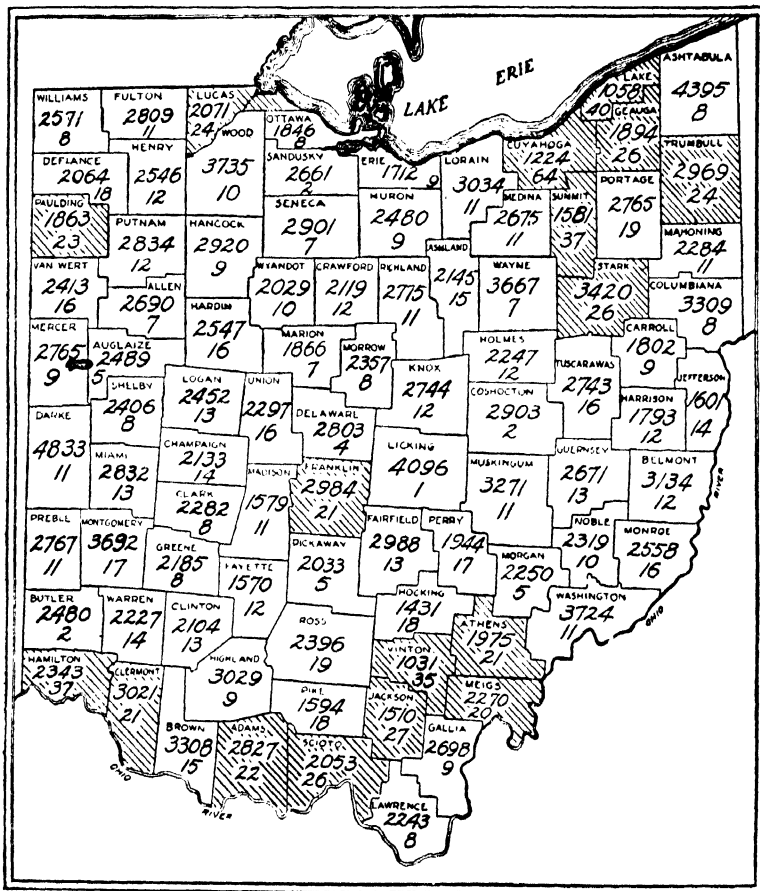 LAKE ERIE
WILLIAMS
2571
8
FULTON
2809
11
LUCAS
2071
24
WOOD
3735
10
OTTAWA
1846
8
LAKE
1058
40
ASHTABULA
4395
8
GEAUGA
1894
26
CUYAHOGA
1224
64
TRUMBULL
2969
24
DEFIANCE
2064
18
HENRY
2546
12
SANDUSKY
2661
2
ERIE 1712
9
LORAIN
3034
11
MEDINA
2675
11
SUMMIT
1581
37
PORTAGE
2765
19
MAHONING
2284
11
PAULDING
1863
23
PUTNAM
2834
12
HANCOCK
2920
9
SENECA
2901
7
HURON
2480
9
ASHLAND
2145
15
VAN WERT
2413
16
ALLEN
2690
7
HARDIN
2547
16
WYANDOT
2029
10
CRAWFORD
2119
12
RICHLAND
2775
11
WAYNE
3667
7
STARK
3420
26
COLUMBIANA
3309
8
MERCER
2765
9
AUGLAIZE
2489
5
MARION
1866
7
MORROW
2357
8
HOLMES
2247
12
CARROLL
1802
9
TUSCARAWAS
2743
16
JEFFERSON
1601
14
SHELBY
2406
8
LOGAN
2452
13
UNION
2297
16
KNOX
2744
12
COSHOCTON
2903
2
HARRISON
1793
12
DARKE
4833
11
DELAWARE
2803
4
MIAMI
2832
13
CHAMPAIGN
2133
14
MADISON
1579
11
FRANKLIN
2984
21
LICKING
4096
1
MUSKINGUM
3271
11
GUERNSEY
2671
13
BELMONT
3134
12
RIVER
CLARK
2282
8
PREBLE
2767
11
MONTGOMERY
3692
17
GREENE
2185
8
FAYETTE
1570
12
PICKAWAY
2033
5
FAIRFIELD
2988
13
PERRY
1944
17
MORGAN
2250
5
NOBLE
2319
10
MONROE
2558
16
BUTLER
2480
2
WARREN
2227
14
CLINTON
2104
13
ROSS
2396
19
HOCKING
1431
18
ATHENS
1975
21
WASHINGTON
3724
11
OHIO
HAMILTON
2343
37
CLERMONT
3021
21
HIGHLAND
3029
9
VINTON
1031
35
MEIGS
2270
20
PIKE
1594
18
JACKSON
1510
27
GALLIA
2698
9
BROWN
3308
15
ADAMS
2827
22
SCIOTO
2053
26
OHIO
RIVER
LAWRENCE
2243
8